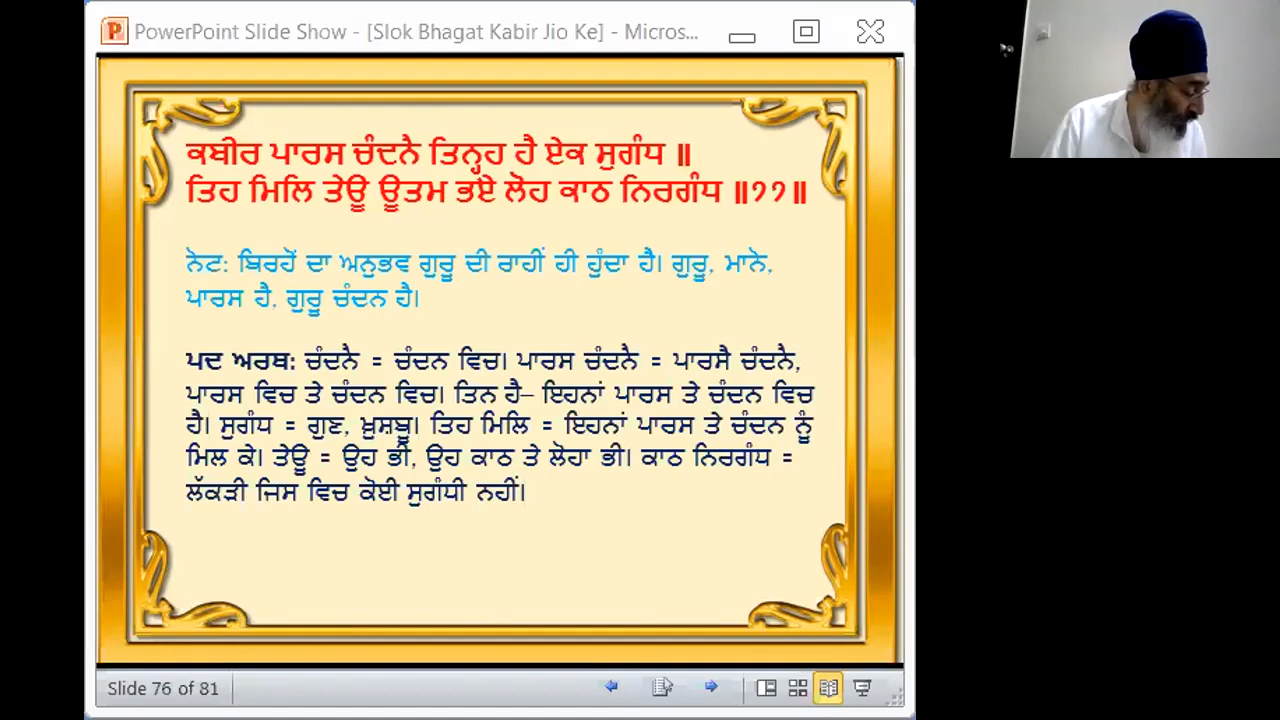 PowerPoint Slide Show - [Slok Bhagat Kabir Jio Ke] - Micros...
ਕਬੀਰ ਪਾਰਸ ਚੰਦਨੈ ਤਿਨ੍ਹ ਹੈ ਏਕ ਸੁਗੰਧ ॥
ਤਿਹ ਮਿਲਿ ਤੇਊ ਊਤਮ ਭਏ ਲੋਹ ਕਾਠ ਨਿਰਗੰਧ ॥੭੭॥
ਨੋਟ: ਬਿਰਹੋਂ ਦਾ ਅਨੁਭਵ ਗੁਰੂ ਦੀ ਰਾਹੀਂ ਹੀ ਹੁੰਦਾ ਹੈ। ਗੁਰੂ, ਮਾਨੋ,
ਪਾਰਸ ਹੈ, ਗੁਰੂ ਚੰਦਨ ਹੈ।
ਪਦ ਅਰਥ: ਚੰਦਨੈ = ਚੰਦਨ ਵਿਚ। ਪਾਰਸ ਚੰਦਨੈ = ਪਾਰਸੈ ਚੰਦਨੈ,
ਪਾਰਸ ਵਿਚ ਤੇ ਚੰਦਨ ਵਿਚ। ਤਿਨ ਹੈ– ਇਹਨਾਂ ਪਾਰਸ ਤੇ ਚੰਦਨ ਵਿਚ
ਹੈ। ਸੁਗੰਧ = ਗੁਣ, ਖ਼ੁਸ਼ਬੂ। ਤਿਹ ਮਿਲਿ = ਇਹਨਾਂ ਪਾਰਸ ਤੇ ਚੰਦਨ ਨੂੰ
ਮਿਲ ਕੇ। ਤੇਊ = ਉਹ ਭੀ, ਉਹ ਕਾਠ ਤੇ ਲੋਹਾ ਭੀ। ਕਾਠ ਨਿਰਗੰਧ =
ਲੱਕੜੀ ਜਿਸ ਵਿਚ ਕੋਈ ਸੁਗੰਧੀ ਨਹੀਂ।
Slide 76 of 81